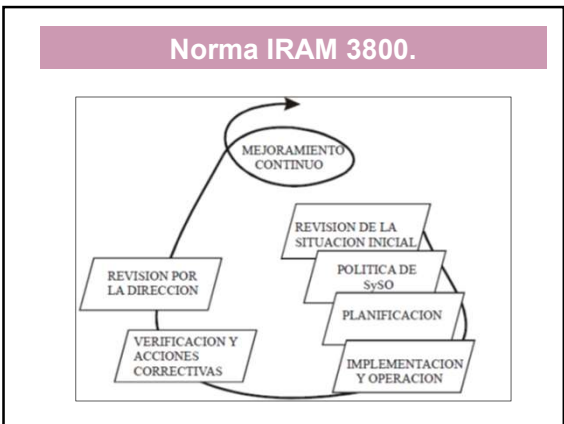 Norma IRAM 3800.
MEJORAMIENTO
CONTINUO
REVISION DE LA
SITUACION INICIAL
POLITICA DE
SySO
PLANIFICACION
IMPLEMENTACION
Y OPERACION
VERIFICACION Y
ACCIONES
CORRECTIVAS
REVISION POR
LA DIRECCION